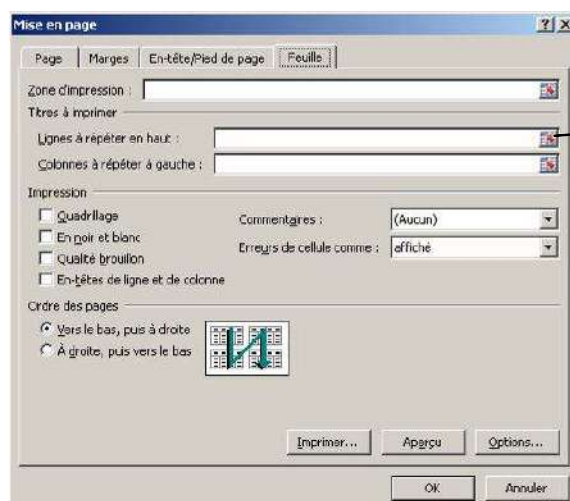 Mise en page
Page Marges En-tête/Pied de page Feuille
Zone d'impression :
Titres à imprimer
Lignes à répéter en haut :
Colonnes à répéter à gauche :
Impression
Quadrillage
Commentaires : (Aucun)
En noir et blanc
Erreurs de cellule comme : affiché
Qualité brouillon
En-têtes de ligne et de colonne
Ordre des pages
Vers le bas, puis à droite
À droite, puis vers le bas
Imprimer... Aperçu Options...
OK Annuler